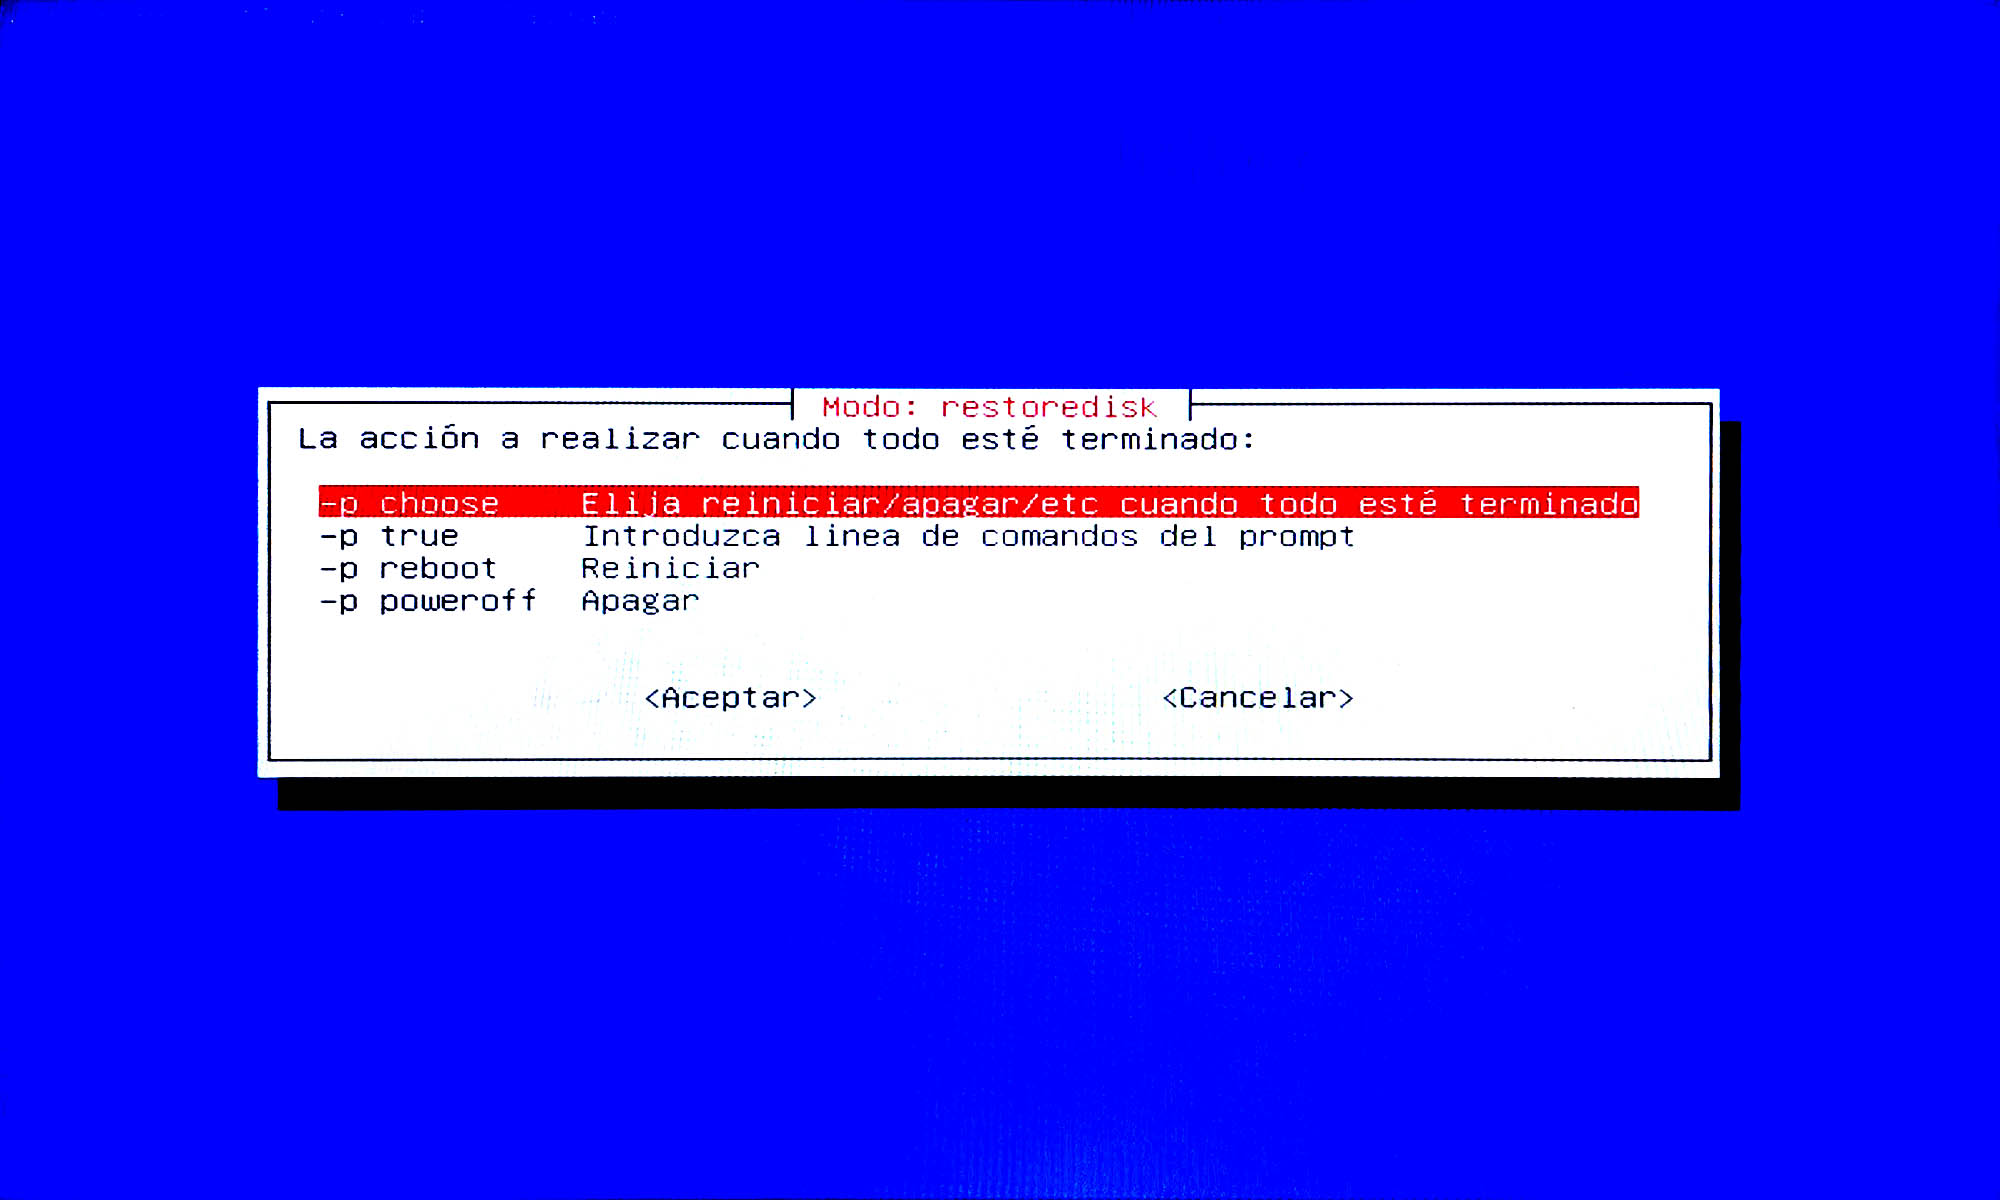 Modo: restoredisk
La acción a realizar cuando todo esté terminado:
-p choose Elija reiniciar/apagar/etc cuando todo esté terminado
-p true Introduzca linea de comandos del prompt
-p reboot Reiniciar
-p poweroff Apagar
<Aceptar> <Cancelar>